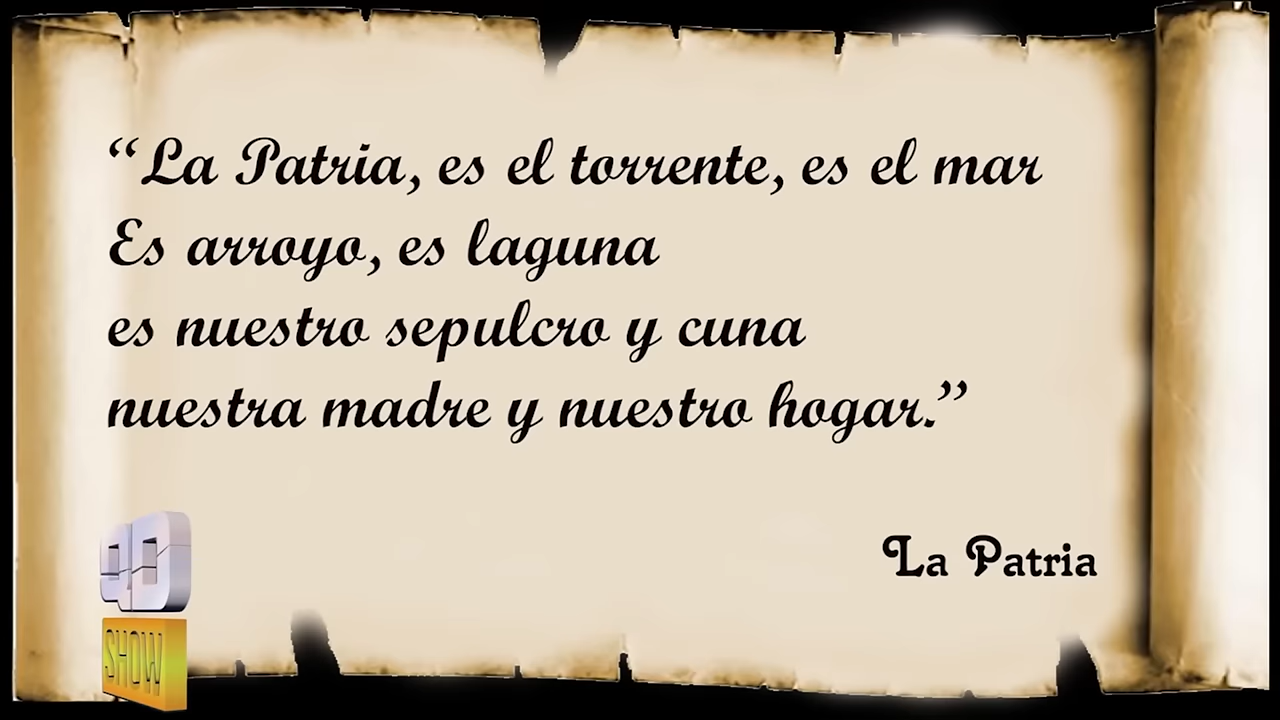 “La Patria, es el torrente, es el mar
Es arroyo, es laguna
es nuestro sepulcro y cuna
nuestra madre y nuestro hogar.”
La Patria
SHOW